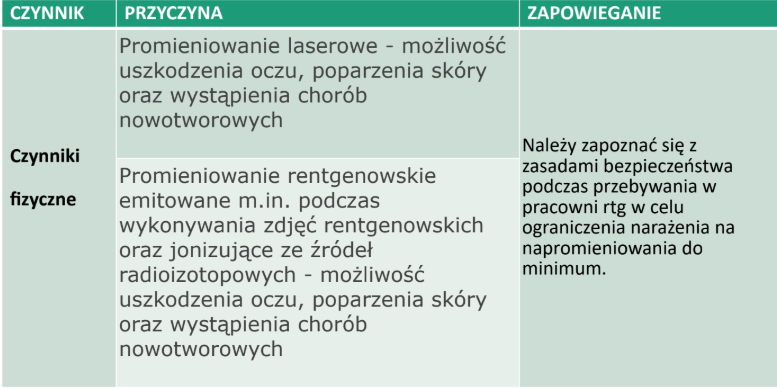 CZYNNIK
PRZYCZYNA
ZAPOWIEGANIE
Czynniki
fizyczne
Promieniowanie laserowe - możliwość
uszkodzenia oczu, poparzenia skóry
oraz wystąpienia chorób
nowotworowych
Promieniowanie rentgenowskie
emitowane m.in. podczas
wykonywania zdjęć rentgenowskich
oraz jonizujące ze źródeł
radioizotopowych - możliwość
uszkodzenia oczu, poparzenia skóry
oraz wystąpienia chorób
nowotworowych
Należy zapoznać się z
zasadami bezpieczeństwa
podczas przebywania w
pracowni rtg w celu
ograniczenia narażenia na
napromieniowania do
minimum.